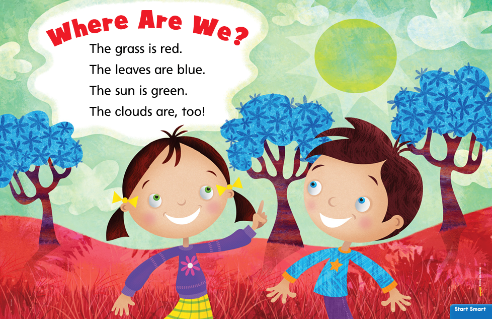 Where Are We?
The grass is red.
The leaves are blue.
The sun is green.
The clouds are, too!
Start Smart